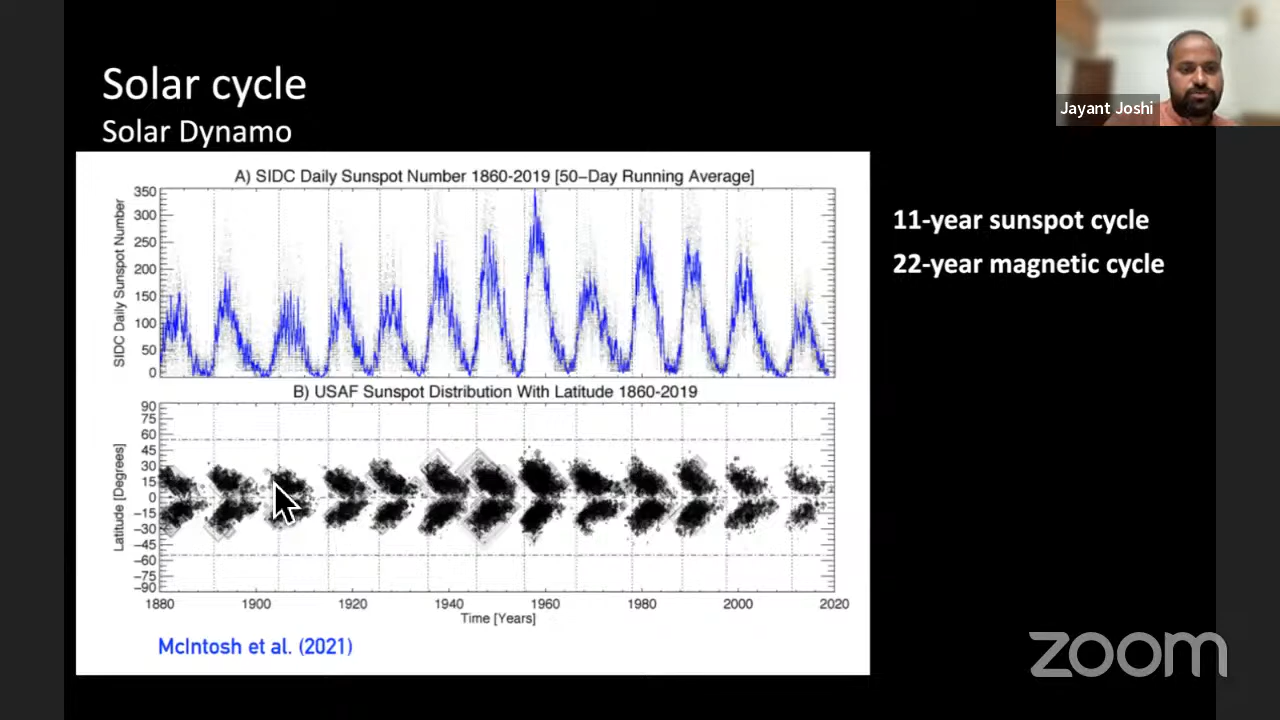 Solar cycle
Solar Dynamo
Jayant Joshi
A) SIDC Daily Sunspot Number 1860-2019 [50-Day Running Average]
SIDC Daily Sunspot Number
350
300
250
200
150
100
50
0
B) USAF Sunspot Distribution With Latitude 1860-2019
Latitude [Degrees]
90
75
60
45
30
15
0
-15
-30
-45
-60
-75
-90
1880 1900 1920 1940 1960 1980 2000 2020
Time [Years]
McIntosh et al. (2021)
11-year sunspot cycle
22-year magnetic cycle
zoom